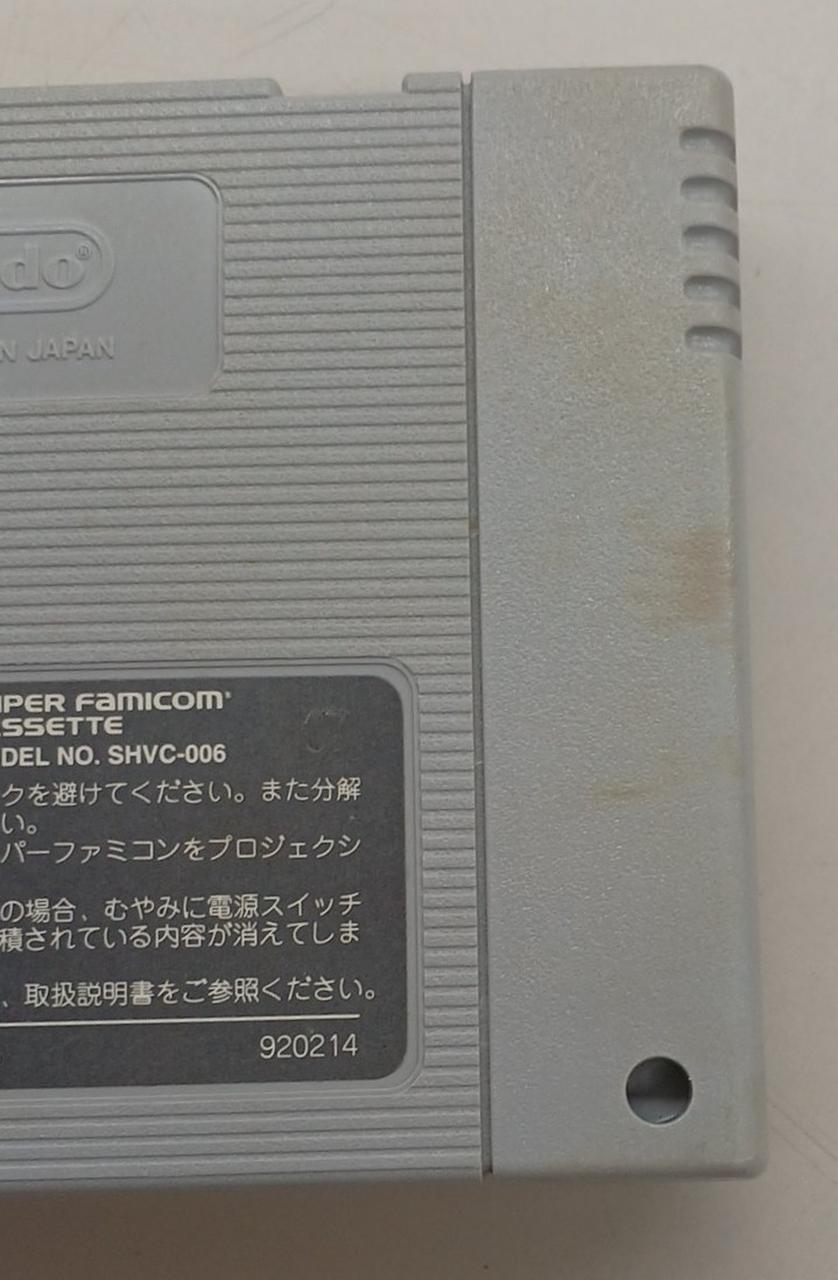 do®
N JAPAN
PER FAMICOM
SSETTE
DEL NO. SHVC-006
クを避けてください。また分解
い。
パーファミコンをプロジェクシ
の場合、むやみに電源スイッチ
積されている内容が消えてしま
、取扱説明書をご参照ください。
920214